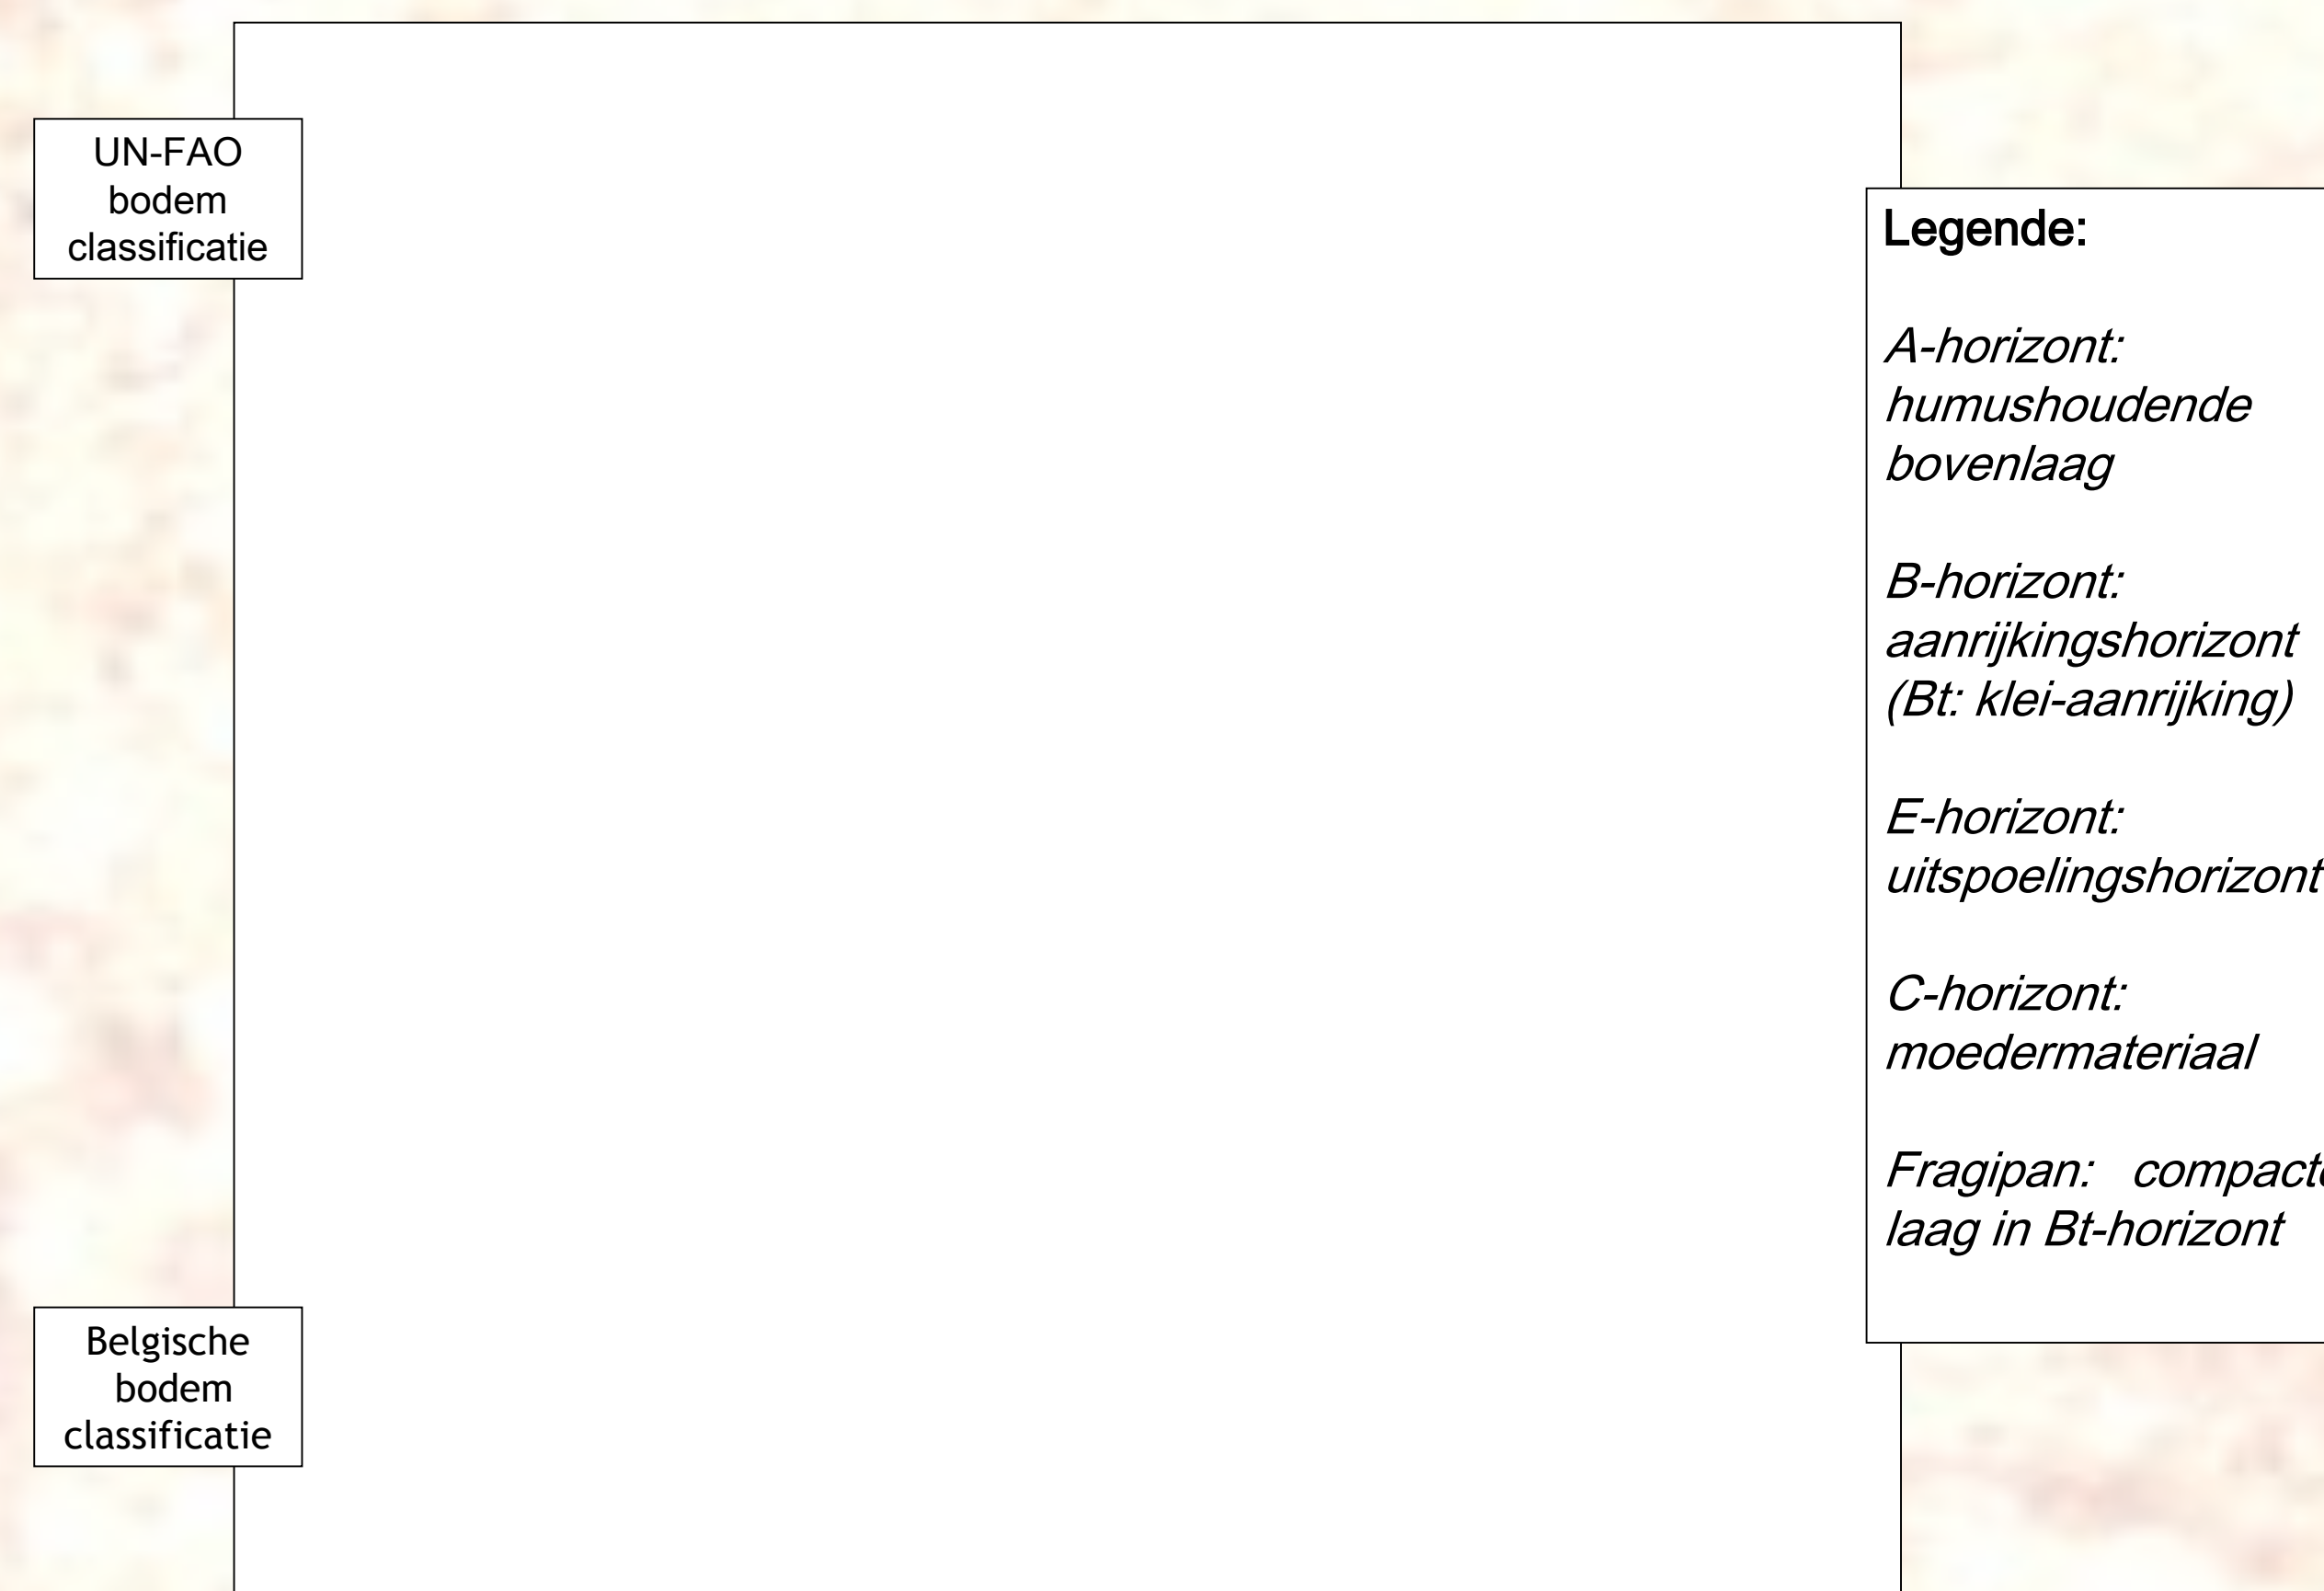 UN-FAO
bodem
classificatie
Legende:
A-horizont:
humushoudende
bovenlaag
B-horizont:
aanrijkingshorizont
(Bt: klei-aanrijking)
E-horizont:
uitspoelingshorizont
C-horizont:
moedermateriaal
Fragipan: compacte
laag in Bt-horizont
Belgische
bodem
classificatie